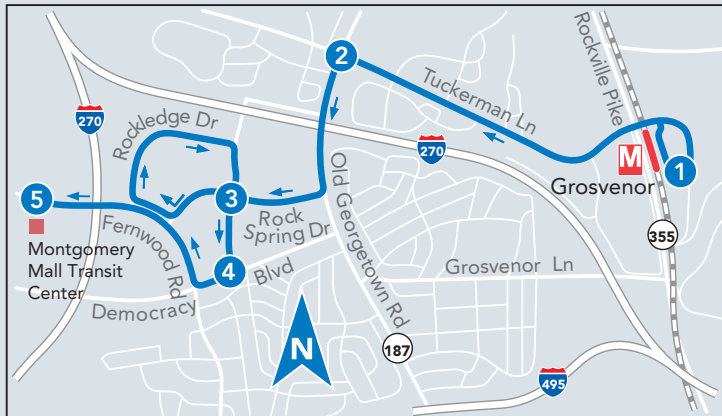 2
Rockville Pike
Tuckerman Ln
270
Rockledge Dr
270
M
1
Grosvenor
5
3
Old Georgetown Rd
Rock
Spring Dr
355
Montgomery
Mall Transit
Center
Fernwood Rd
4
Blvd
Grosvenor Ln
Democracy
N
187
495